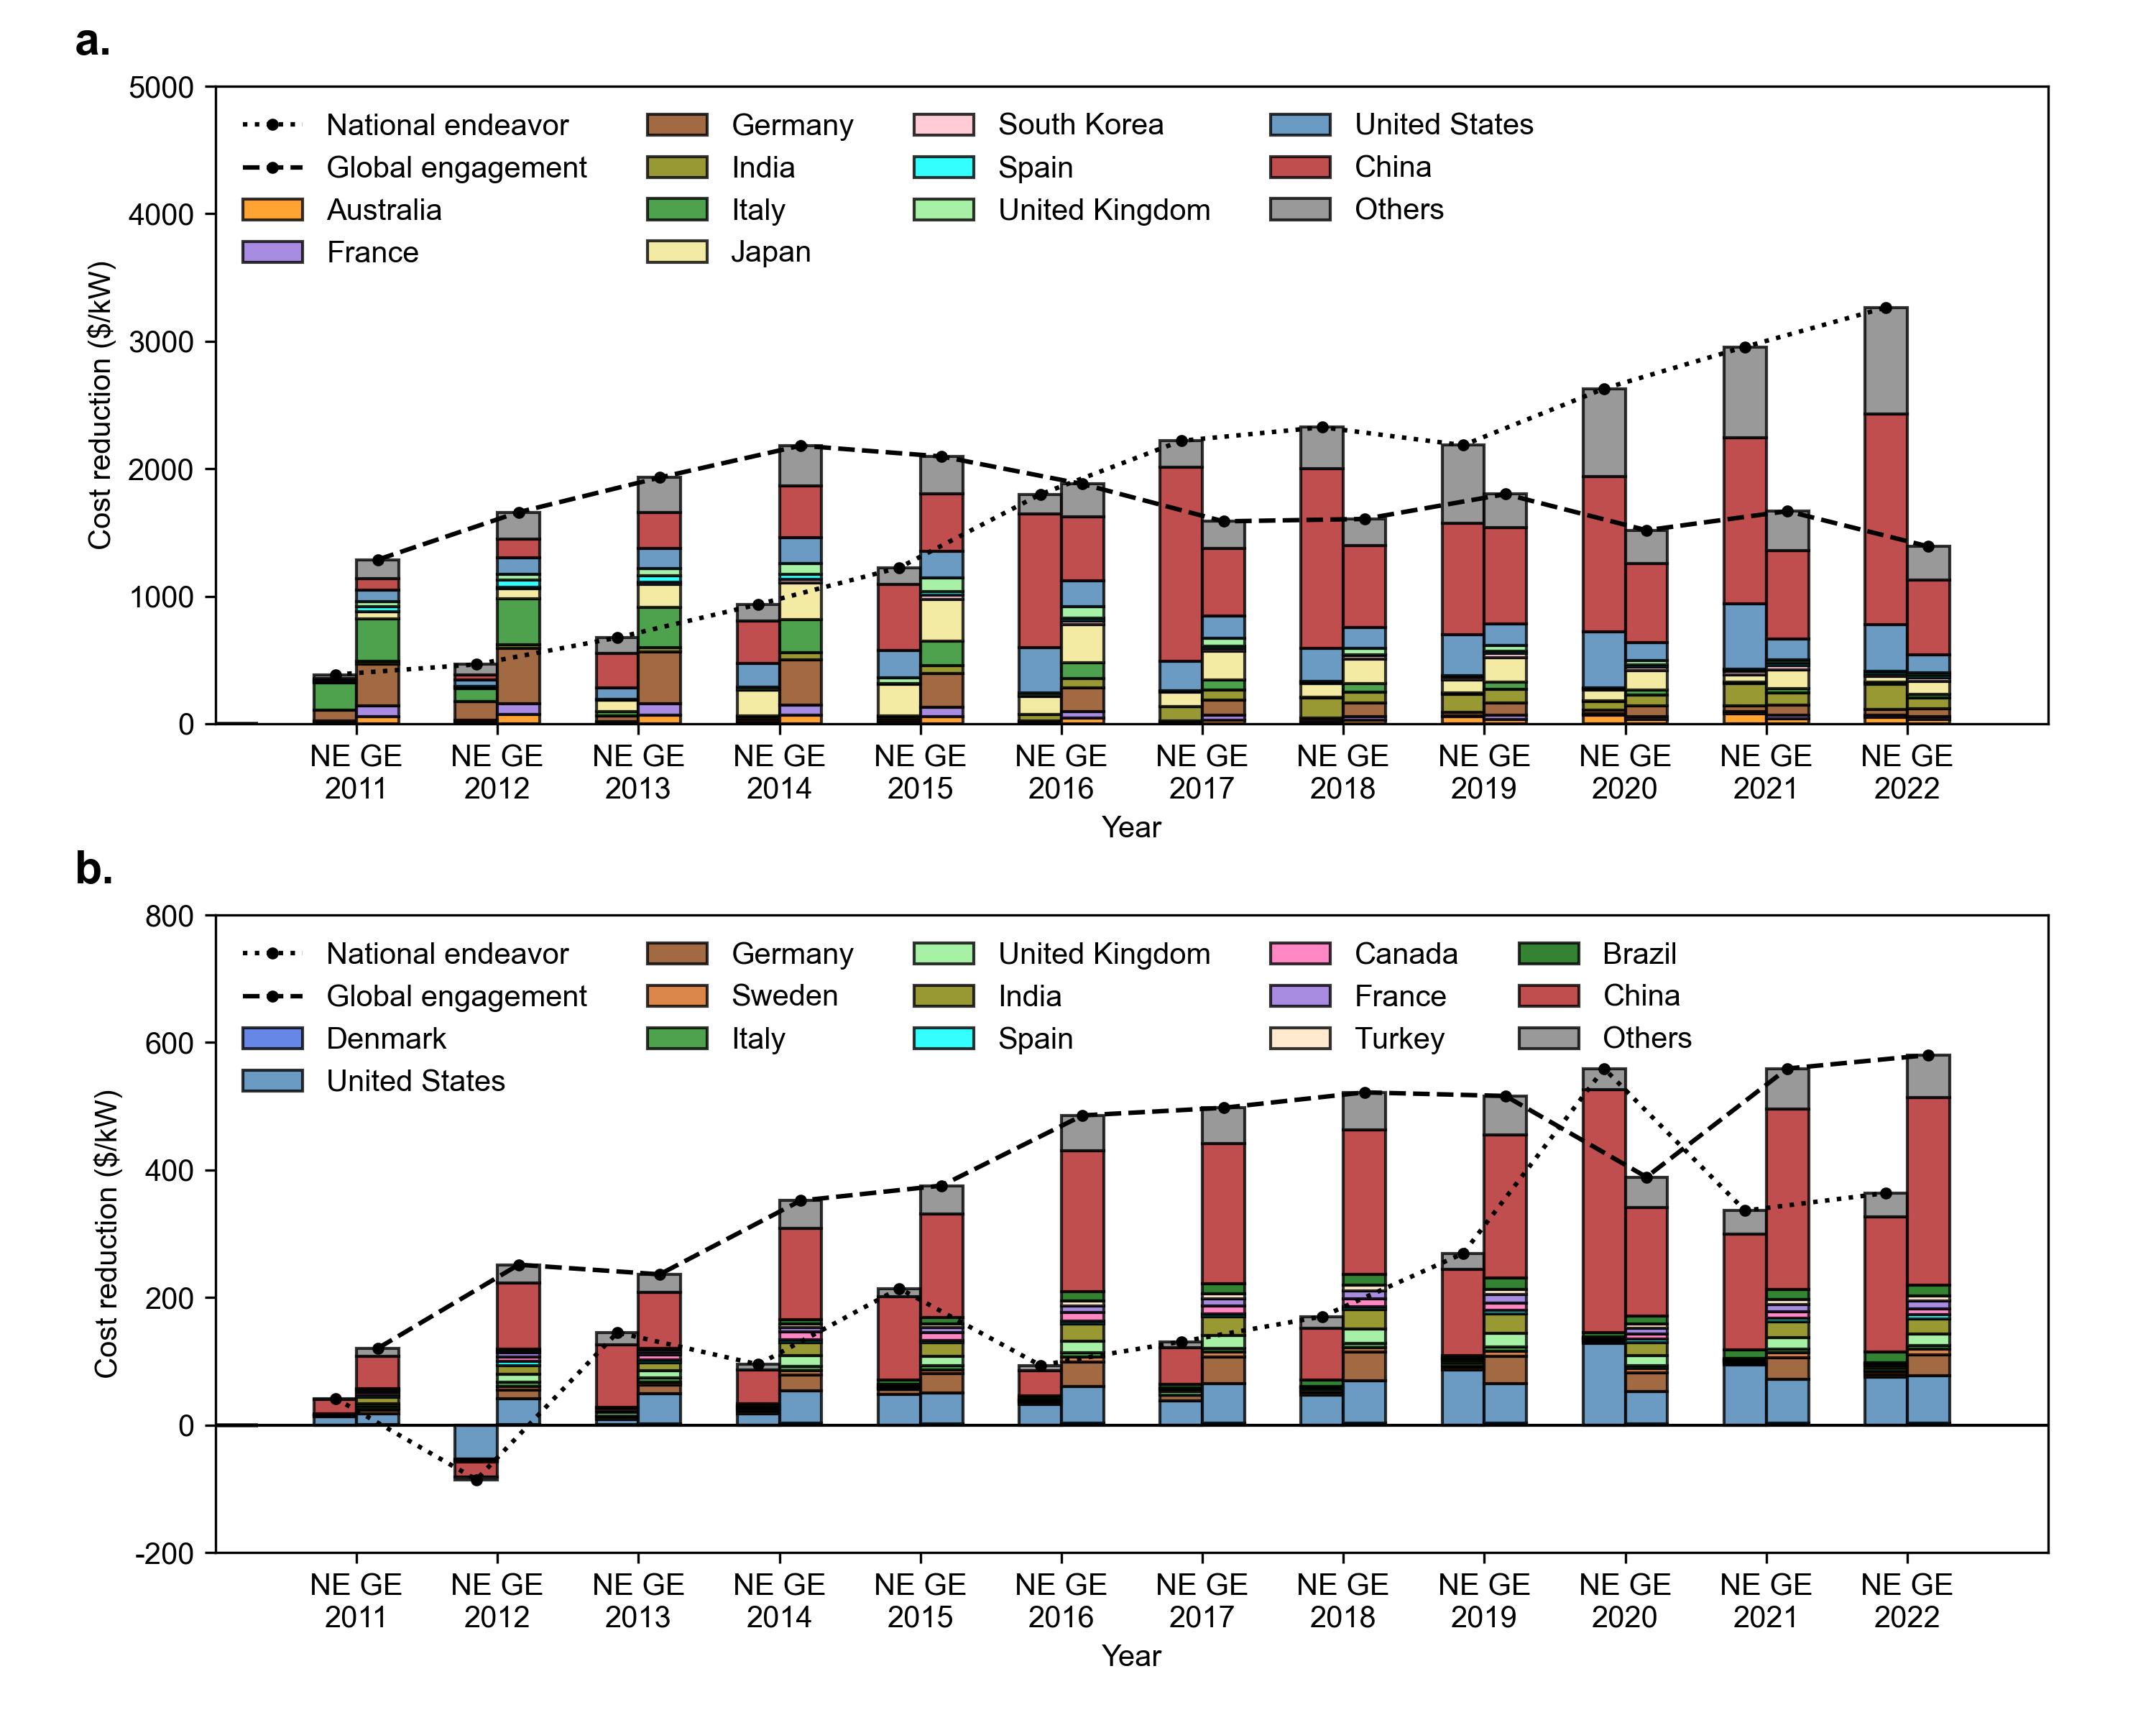 a.
5000
4000
3000
2000
1000
0
Cost reduction ($/kW)
National endeavor
Global engagement
Australia
France
Germany
India
Italy
Japan
South Korea
Spain
United Kingdom
United States
China
Others
NE GE NE GE NE GE NE GE NE GE NE GE NE GE NE GE NE GE NE GE NE GE NE GE
2011 2012 2013 2014 2015 2016 2017 2018 2019 2020 2021 2022
Year
b.
800
600
400
200
0
-200
Cost reduction ($/kW)
National endeavor
Global engagement
Denmark
United States
Germany
Sweden
Italy
United Kingdom
India
Spain
Canada
France
Turkey
Brazil
China
Others
NE GE NE GE NE GE NE GE NE GE NE GE NE GE NE GE NE GE NE GE NE GE NE GE
2011 2012 2013 2014 2015 2016 2017 2018 2019 2020 2021 2022
Year